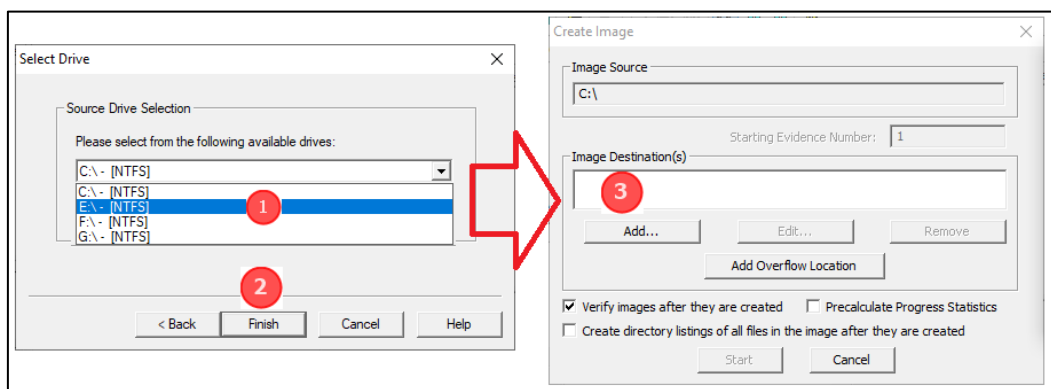 Select Drive
Source Drive Selection
Please select from the following available drives:
C:\ - [NTFS]
C:\ - [NTFS]
E:\ - [NTFS]
1
F:\ - [NTFS]
G:\ - [NTFS]
2
< Back Finish Cancel Help
Create Image
Image Source
C:\
Starting Evidence Number: 1
Image Destination(s)
3
Add... Edit... Remove
Add Overflow Location
Verify images after they are created Precalculate Progress Statistics
Create directory listings of all files in the image after they are created
Start Cancel